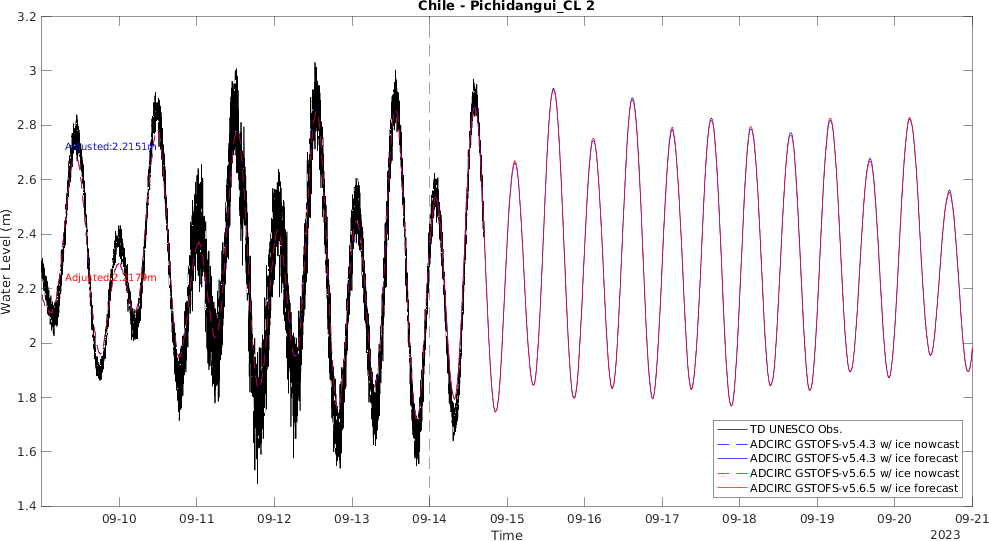 Chile - Pichidangui_CL 2
3.2
3
2.8
2.6
2.4
2.2
2
1.8
1.6
1.4
Water Level (m)
Adjusted:2.2151m
Adjusted:2.2179m
TD UNESCO Obs.
ADCIRC GSTOFS-v5.4.3 w/ ice nowcast
ADCIRC GSTOFS-v5.4.3 w/ ice forecast
ADCIRC GSTOFS-v5.6.5 w/ ice nowcast
ADCIRC GSTOFS-v5.6.5 w/ ice forecast
09-10 09-11 09-12 09-13 09-14 09-15 09-16 09-17 09-18 09-19 09-20 09-21
Time
2023